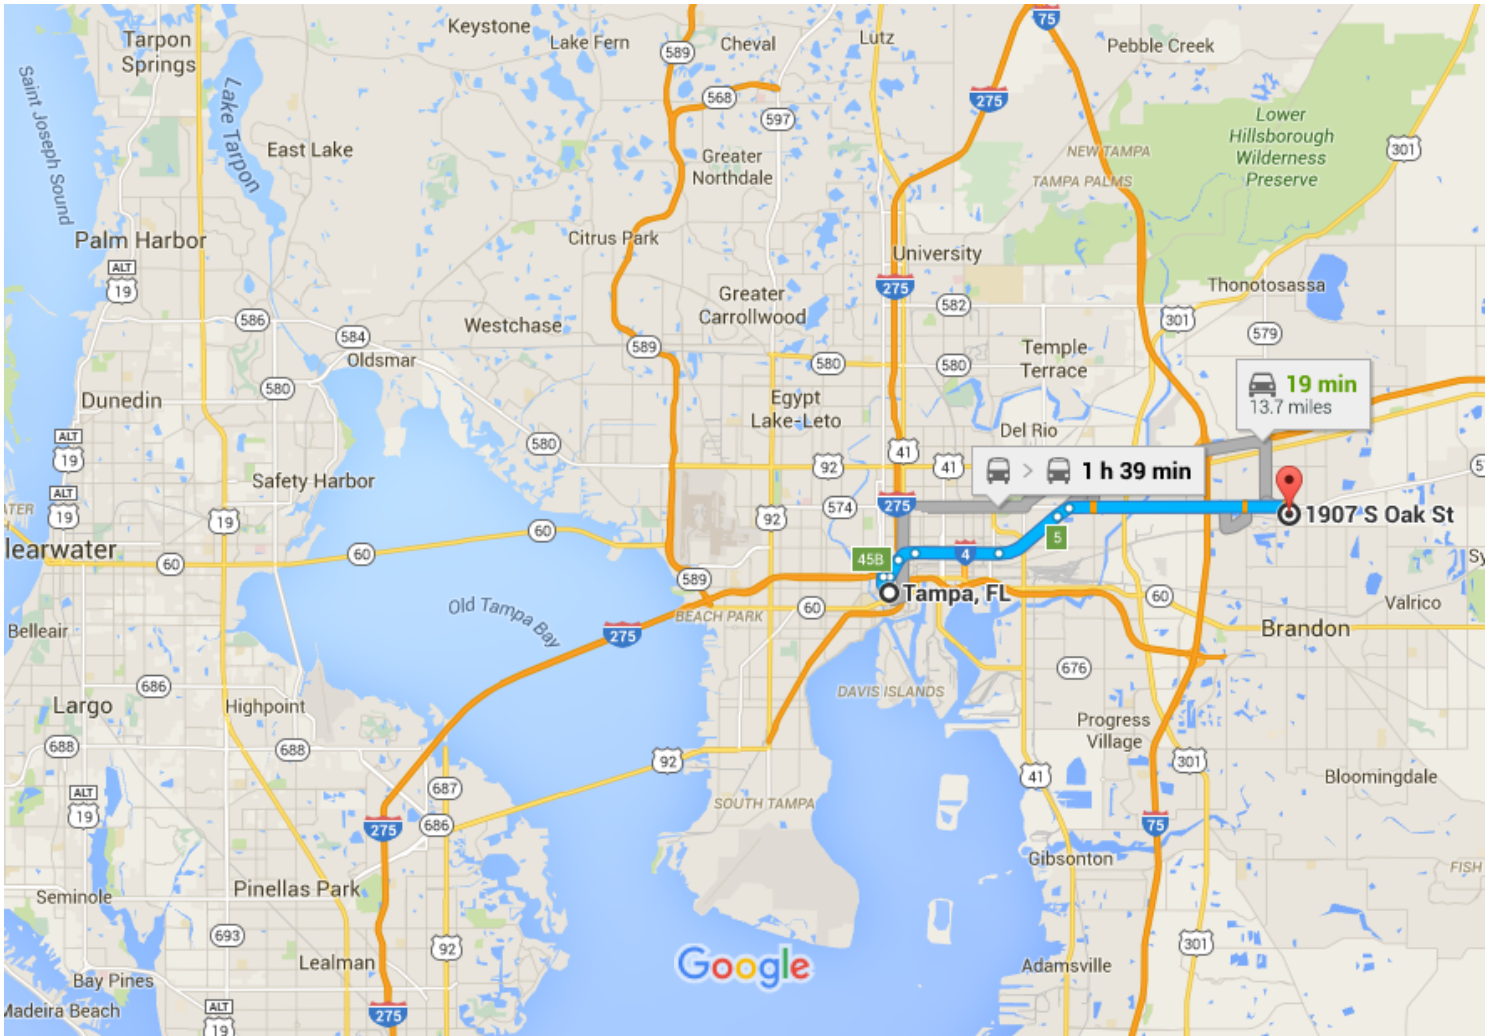 Keystone
Lake Fern
589
Cheval
Lutz
75
Pebble Creek
Tarpon
Springs
Saint Joseph Sound
Lake Tarpon
568
597
275
Lower
Hillsborough
Wilderness
Preserve
301
East Lake
Greater
Northdale
NEW TAMPA
TAMPA PALMS
Palm Harbor
Citrus Park
University
ALT
19
275
Thonotosassa
Greater
Carrollwood
582
301
586
584
Westchase
589
579
Oldsmar
580
580
580
Temple
Terrace
19 min
13.7 miles
Dunedin
Egypt
Lake-Leto
Del Rio
ALT
19
580
41
92
41
1 h 39 min
Safety Harbor
ALT
19
19
92
574
275
1907 S Oak St
5
learwater
60
60
60
45B
4
589
Tampa, FL
Old Tampa Bay
BEACH PARK
60
60
Valrico
Belleair
275
Brandon
686
676
Largo
Highpoint
DAVIS ISLANDS
Progress
Village
688
688
92
41
301
Bloomingdale
ALT
19
687
SOUTH TAMPA
275
686
75
Gibsonton
FISH
Seminole
Pinellas Park
693
92
301
Lealman
Google
Adamsville
Bay Pines
Madeira Beach
ALT
19
275